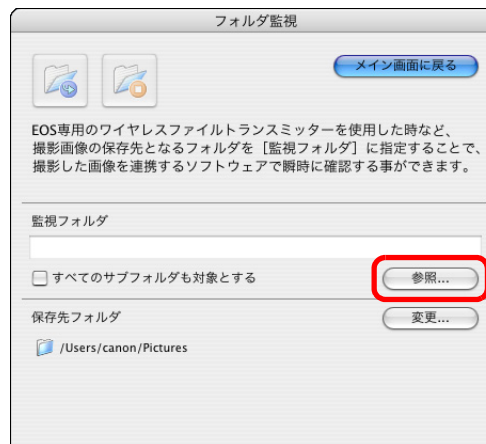 フォルダ監視
メイン画面に戻る
EOS専用のワイヤレスファイルトランスミッターを使用した時など、
撮影画像の保存先となるフォルダを［監視フォルダ］に指定することで、
撮影した画像を連携するソフトウェアで瞬時に確認する事ができます。
監視フォルダ
すべてのサブフォルダも対象とする
参照...
保存先フォルダ
変更...
/Users/canon/Pictures